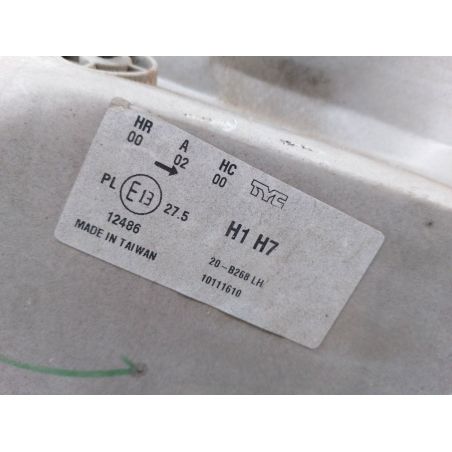 HR A HC
00 02 00 TYC
PL E13 27.5 H1 H7
12486 20-B268 LH
MADE IN TAIWAN 10111610